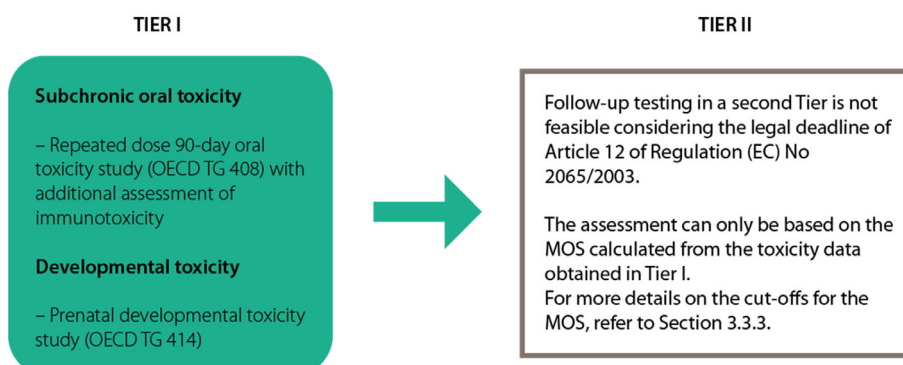 TIER I
Subchronic oral toxicity
– Repeated dose 90-day oral
toxicity study (OECD TG 408) with
additional assessment of
immunotoxicity
Developmental toxicity
– Prenatal developmental toxicity
study (OECD TG 414)
TIER II
Follow-up testing in a second Tier is not
feasible considering the legal deadline of
Article 12 of Regulation (EC) No
2065/2003.
The assessment can only be based on the
MOS calculated from the toxicity data
obtained in Tier I.
For more details on the cut-offs for the
MOS, refer to Section 3.3.3.